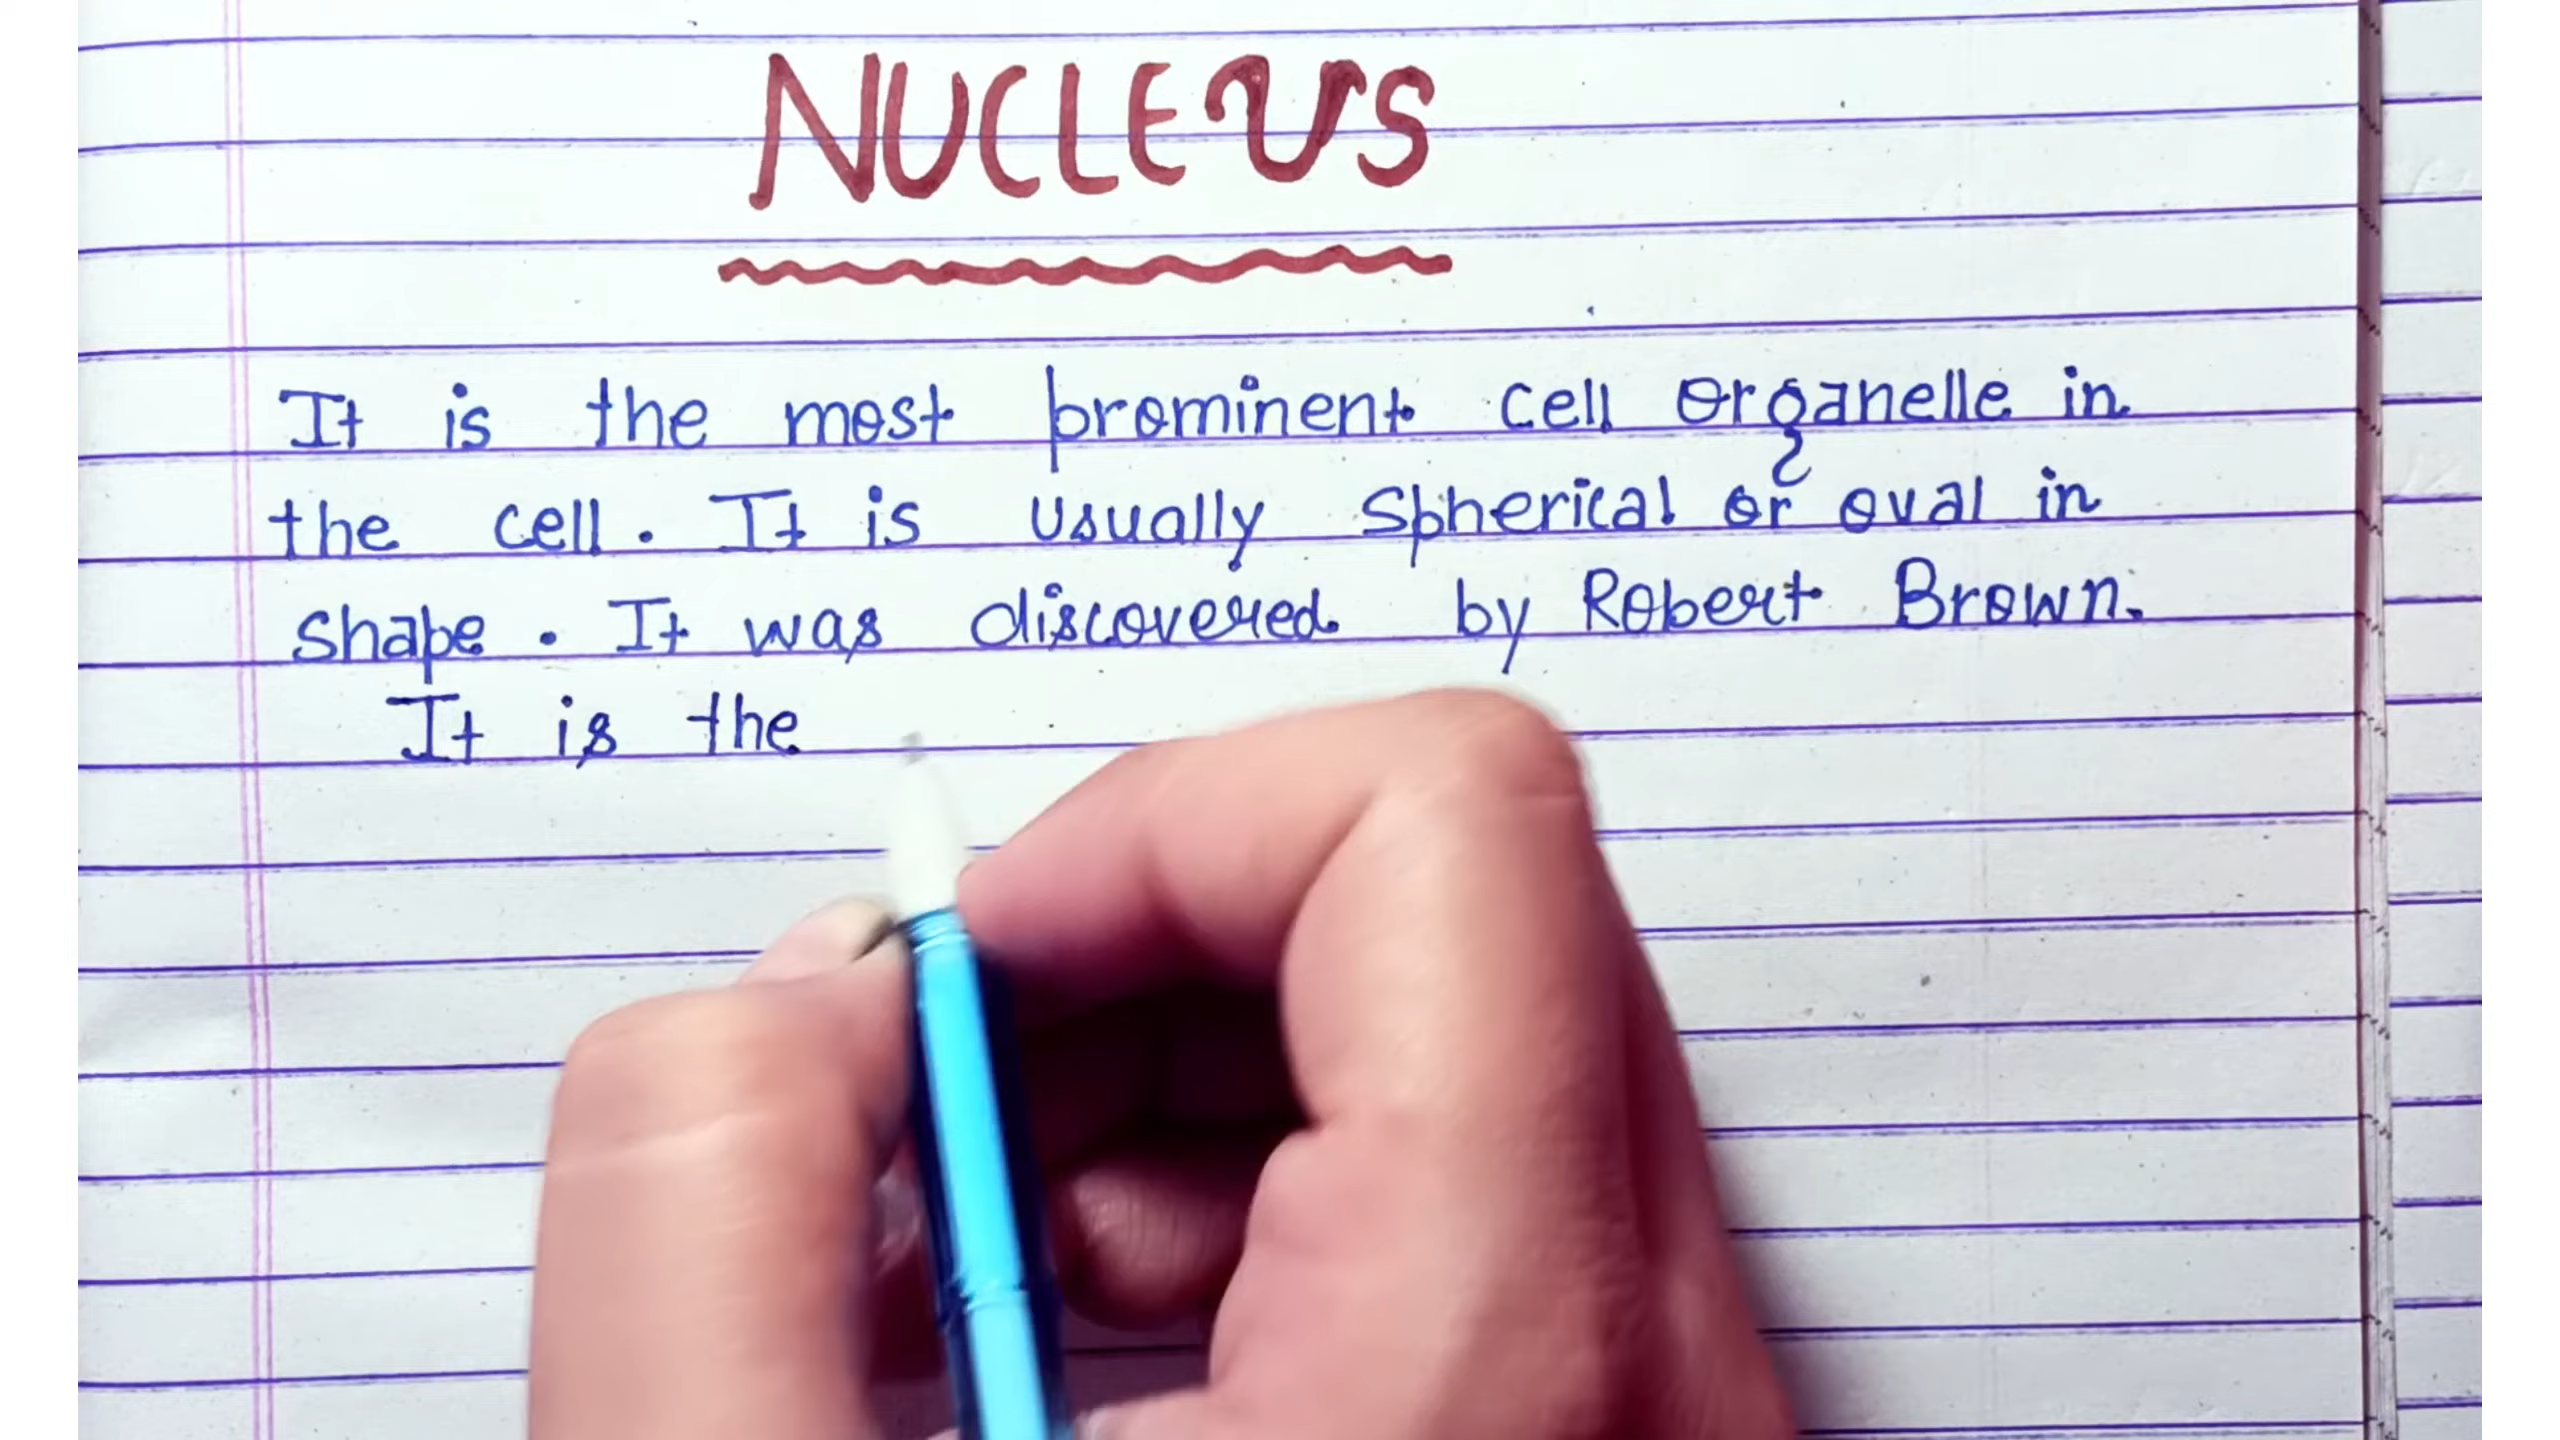 NUCLEUS
It is the most prominent cell organelle in
the cell. It is usually spherical or oval in
shape. It was discovered by Robert Brown.
It is the